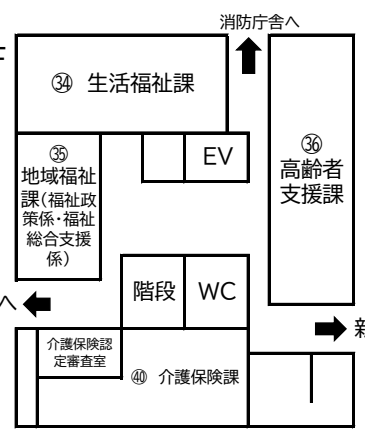 消防庁舎へ
㉞ 生活福祉課
㉟
地域福祉
課(福祉政
策係・福祉
総合支援
係)
EV
㊱
高齢者
支援課
階段
WC
へ
介護保険認
定審査室
㊵ 介護保険課